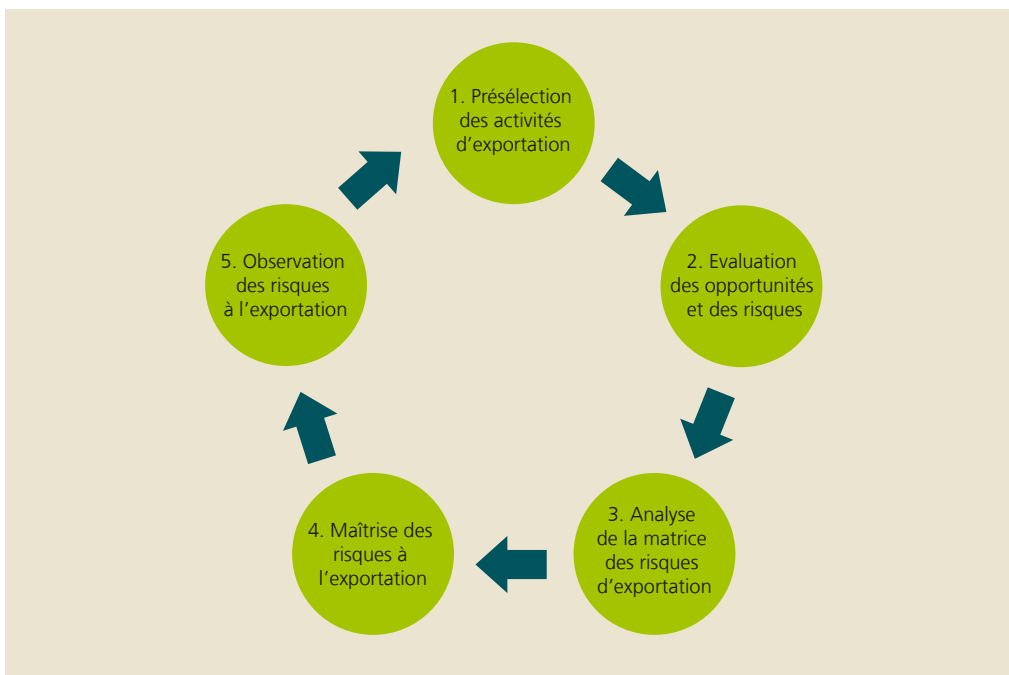 1. Présélection
des activités
d’exportation
2. Evaluation
des opportunités
et des risques
3. Analyse
de la matrice
des risques
d’exportation
4. Maîtrise des
risques à
l’exportation
5. Observation
des risques
à l’exportation